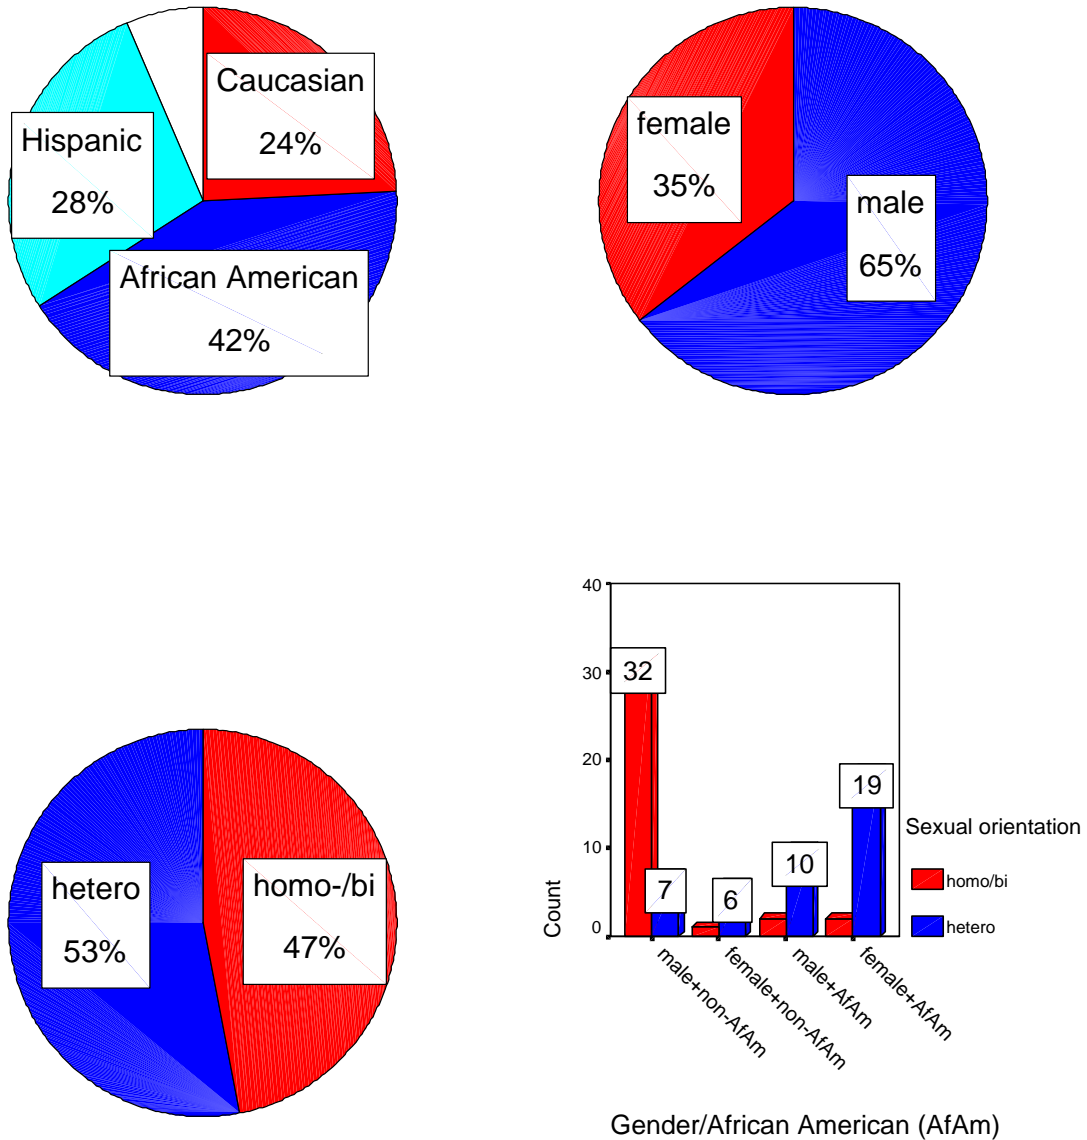 Caucasian
24%
Hispanic
28%
African American
42%
female
35%
male
65%
hetero
53%
homo-/bi
47%
40
30
20
10
0
Count
32
7
6
10
19
male+non-AfAm
female+non-AfAm
male+AfAm
female+AfAm
Gender/African American (AfAm)
Sexual orientation
homo/bi
hetero